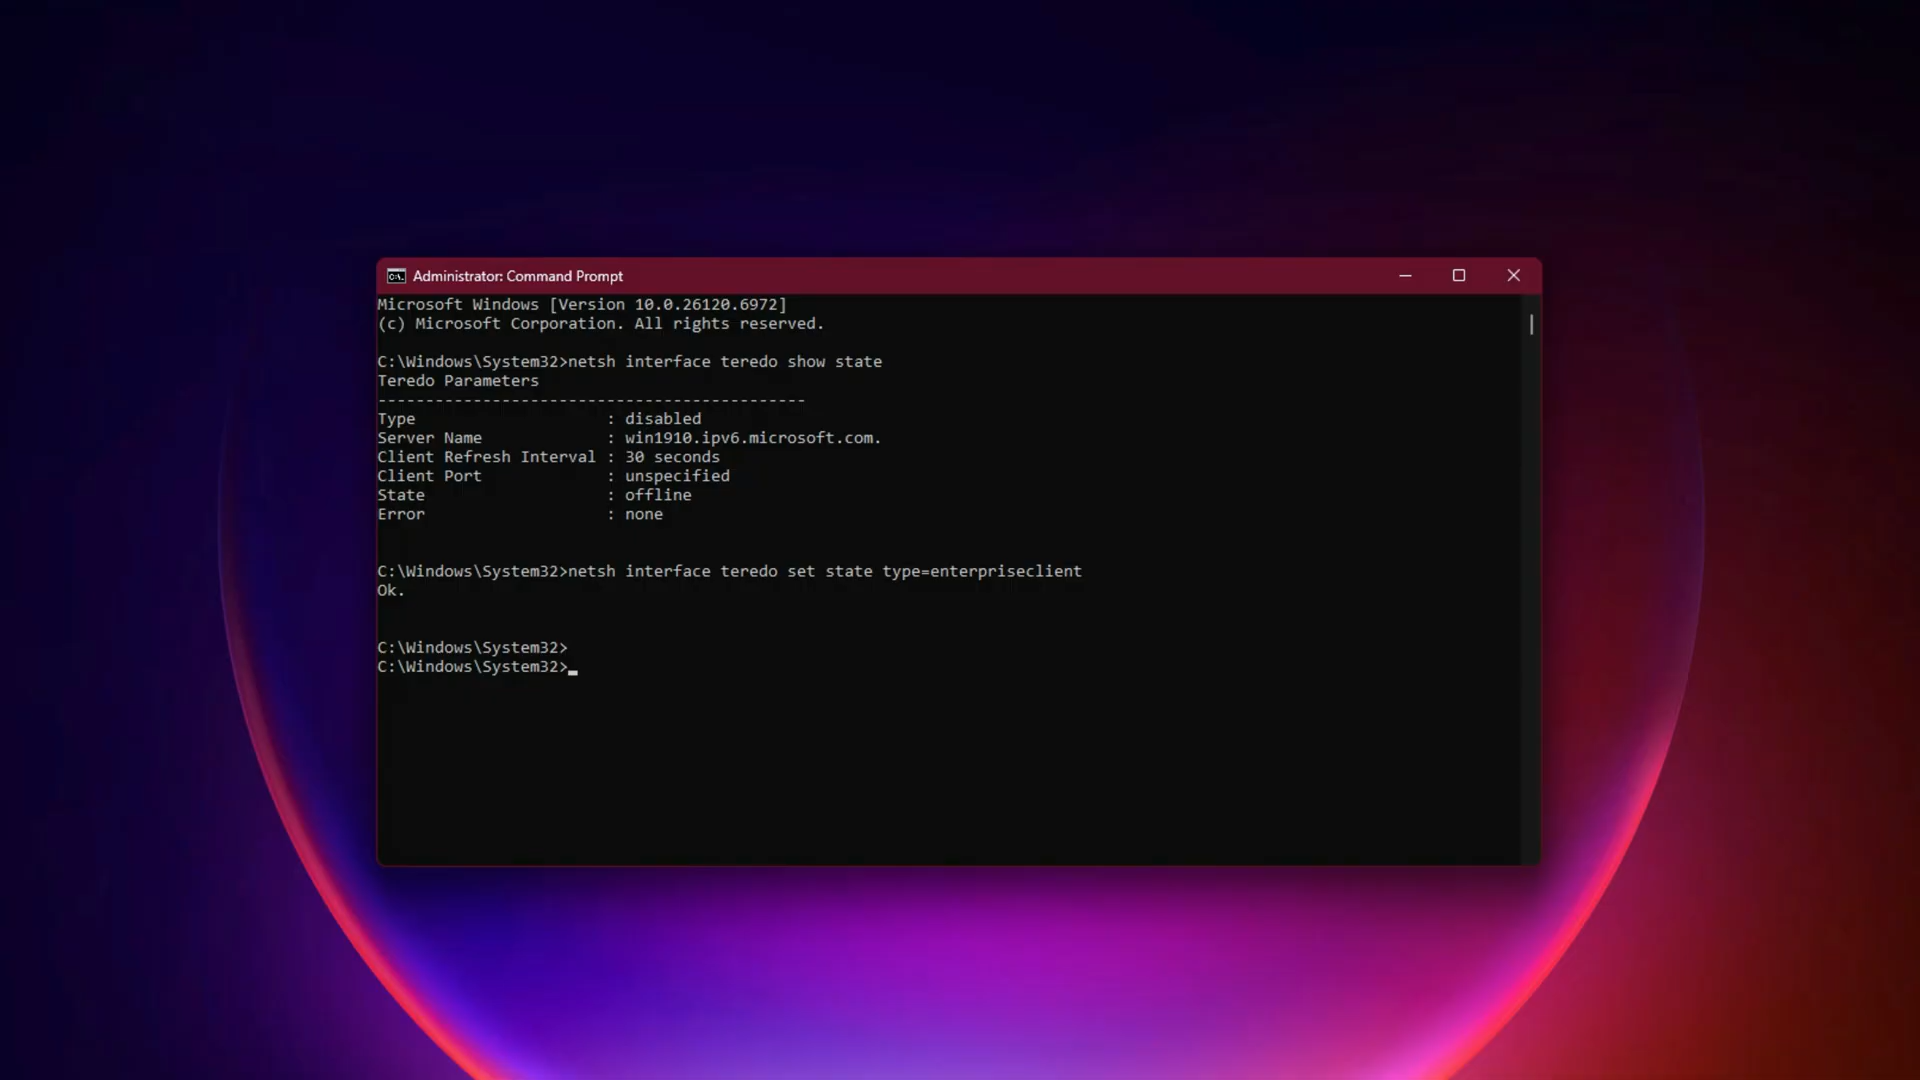 Administrator: Command Prompt
Microsoft Windows [Version 10.0.26120.6972]
(c) Microsoft Corporation. All rights reserved.
C:\Windows\System32>netsh interface teredo show state
Teredo Parameters
---------------------------------------------
Type                    : disabled
Server Name             : win1910.ipv6.microsoft.com.
Client Refresh Interval : 30 seconds
Client Port             : unspecified
State                   : offline
Error                   : none
C:\Windows\System32>netsh interface teredo set state type=enterpriseclient
Ok.
C:\Windows\System32>
C:\Windows\System32>